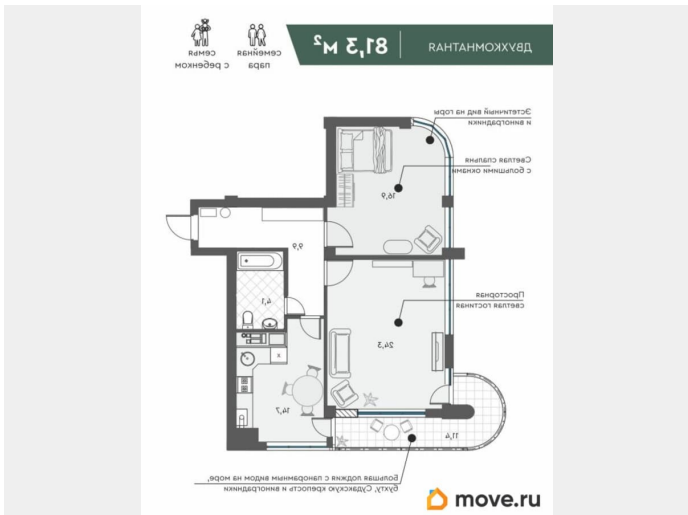 ДВУХКОМНАТНАЯ
81,3 м²
семейная
пара
семья
с ребенком
Эстетичный вид на горы
и виноградники
Светлая спальня
с большими окнами
16,9
9,9
4,1
Просторная
светлая гостиная
24,3
14,7
11,4
Большая лоджия с панорамным видом на море,
бухту, Судакскую крепость и виноградники
move.ru